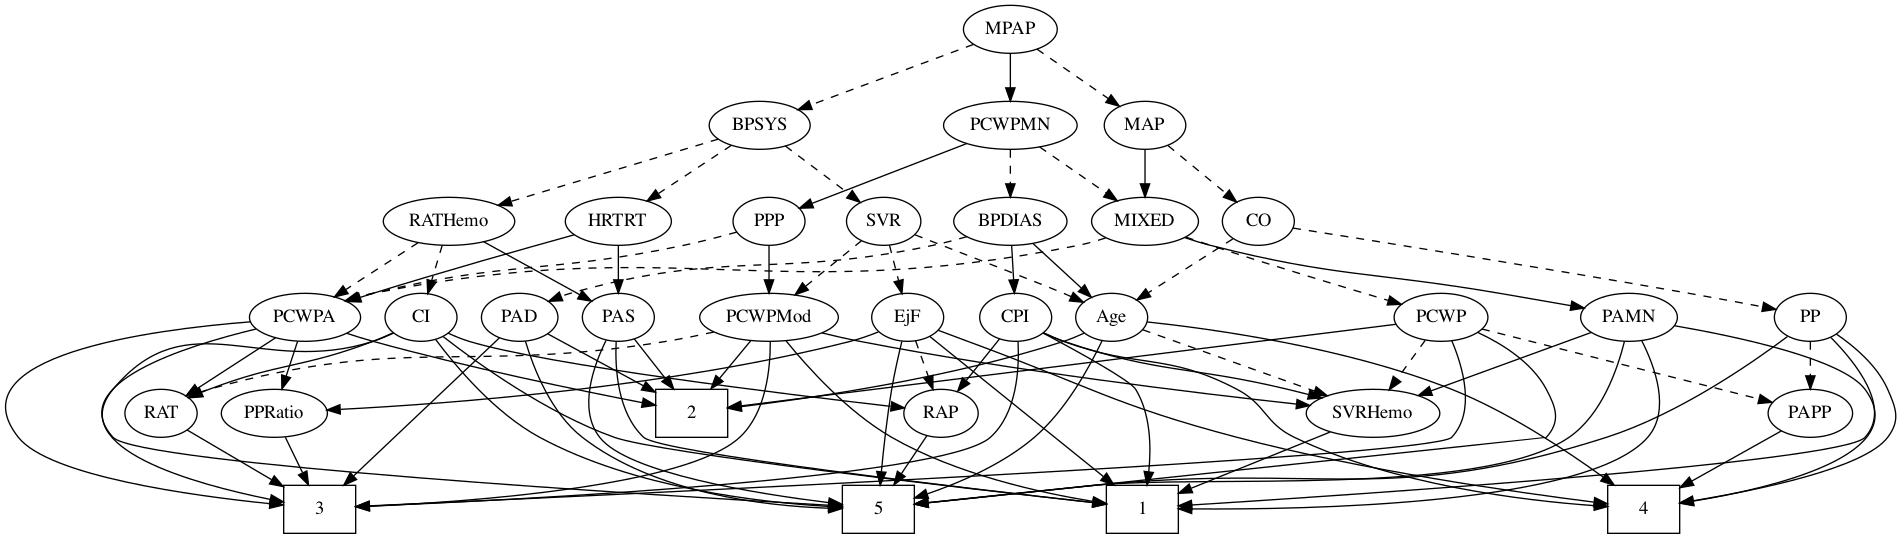 MPAP
BPSYS
PCWPMN
MAP
RATHemo
HRTRT
PPP
SVR
BPDIAS
MIXED
CO
PCWPA
CI
PAD
PAS
PCWPMod
EjF
CPI
Age
PCWP
PAMN
PP
RAT
PPRatio
2
RAP
SVRHemo
PAPP
3
5
1
4